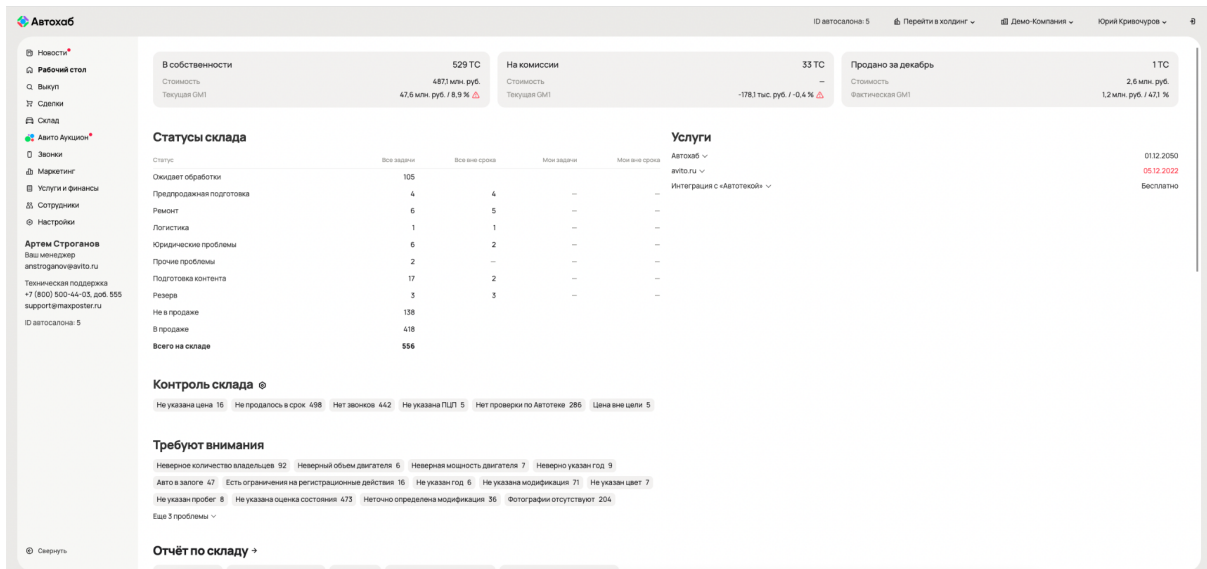 Автохаб
ID автосалона: 5 Перейти в холдинг Демо-Компания Юрий Кривочуров
Новости
Рабочий стол
Выкуп
Сделки
Склад
Авито Аукцион
Звонки
Маркетинг
Услуги и финансы
Сотрудники
Настройки
Артем Строганов
Ваш менеджер
anstroganov@avito.ru
Техническая поддержка
+7 (800) 500-44-03, доб. 555
support@maxposter.ru
ID автосалона: 5
Свернуть
В собственности 529 ТС
Стоимость 487,1 млн. руб.
Текущая GM1 47,6 млн. руб. / 8,9 %
На комиссии 33 ТС
Стоимость —
Текущая GM1 -178,1 тыс. руб. / -0,4 %
Продано за декабрь 1 ТС
Стоимость 2,6 млн. руб.
Фактическая GM1 1,2 млн. руб. / 47,1 %
Статусы склада
Статус Все задачи Все вне срока Мои задачи Мои вне срока
Ожидает обработки 105
Предпродажная подготовка 4 4 — —
Ремонт 6 5 — —
Логистика 1 1 — —
Юридические проблемы 6 2 — —
Прочие проблемы 2 — — —
Подготовка контента 17 2 — —
Резерв 3 3 — —
Не в продаже 138
В продаже 418
Всего на складе 556
Услуги
Автохаб 01.12.2050
avito.ru 05.12.2022
Интеграция с «Автотекой» Бесплатно
Контроль склада
Не указана цена 16 Не продалось в срок 498 Нет звонков 442 Не указана ПЦП 5 Нет проверки по Автотеке 286 Цена вне цели 5
Требуют внимания
Неверное количество владельцев 92 Неверный объем двигателя 6 Неверная мощность двигателя 7 Неверно указан год 9
Авто в залоге 47 Есть ограничения на регистрационные действия 16 Не указан год 6 Не указана модификация 71 Не указан цвет 7
Не указан пробег 8 Не указана оценка состояния 473 Неточно определена модификация 36 Фотографии отсутствуют 204
Еще 3 проблемы
Отчёт по складу →